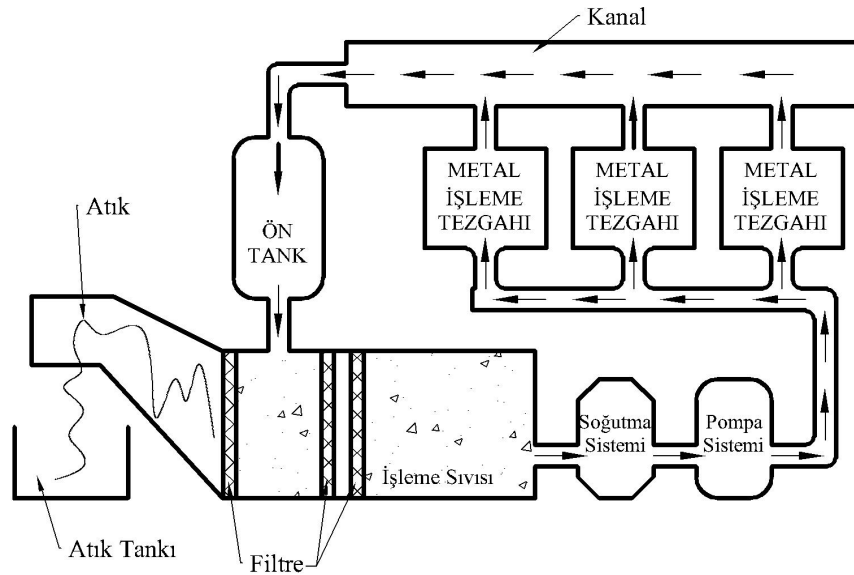 Kanal
METAL
İŞLEME
TEZGAHI
METAL
İŞLEME
TEZGAHI
METAL
İŞLEME
TEZGAHI
Atık
ÖN
TANK
Soğutma
Sistemi
Pompa
Sistemi
İşleme Sıvısı
Atık Tankı
Filtre